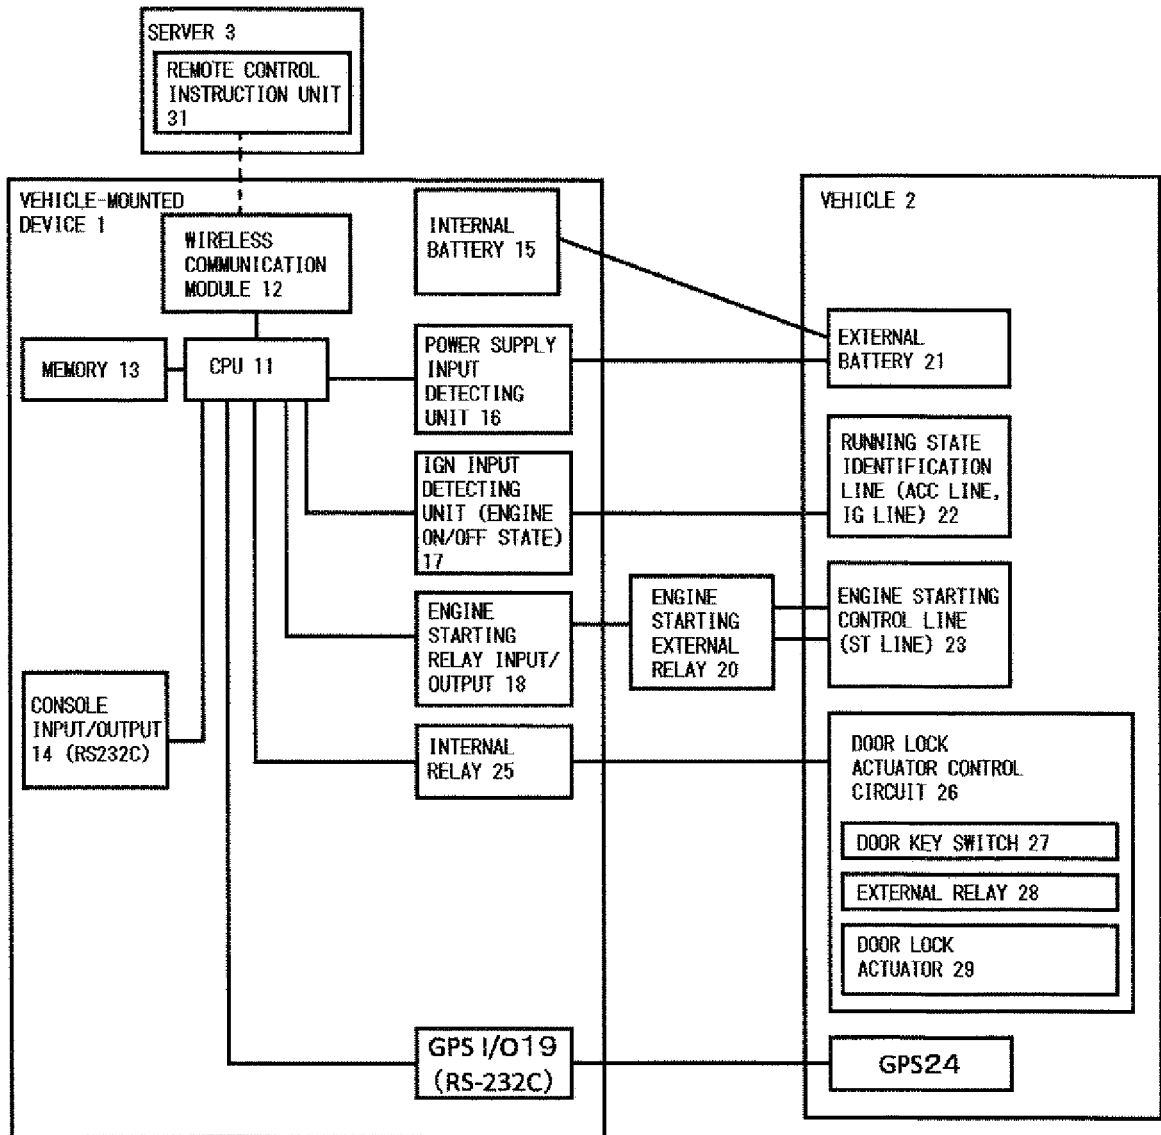 SERVER 3
REMOTE CONTROL
INSTRUCTION UNIT
31
VEHICLE-MOUNTED
DEVICE 1
WIRELESS
COMMUNICATION
MODULE 12
MEMORY 13
CPU 11
CONSOLE
INPUT/OUTPUT
14 (RS232C)
INTERNAL
BATTERY 15
POWER SUPPLY
INPUT
DETECTING
UNIT 16
IGN INPUT
DETECTING
UNIT (ENGINE
ON/OFF STATE)
17
ENGINE
STARTING
RELAY INPUT/
OUTPUT 18
INTERNAL
RELAY 25
GPS I/O19
(RS-232C)
ENGINE
STARTING
EXTERNAL
RELAY 20
VEHICLE 2
EXTERNAL
BATTERY 21
RUNNING STATE
IDENTIFICATION
LINE (ACC LINE,
IG LINE) 22
ENGINE STARTING
CONTROL LINE
(ST LINE) 23
DOOR LOCK
ACTUATOR CONTROL
CIRCUIT 26
DOOR KEY SWITCH 27
EXTERNAL RELAY 28
DOOR LOCK
ACTUATOR 29
GPS24